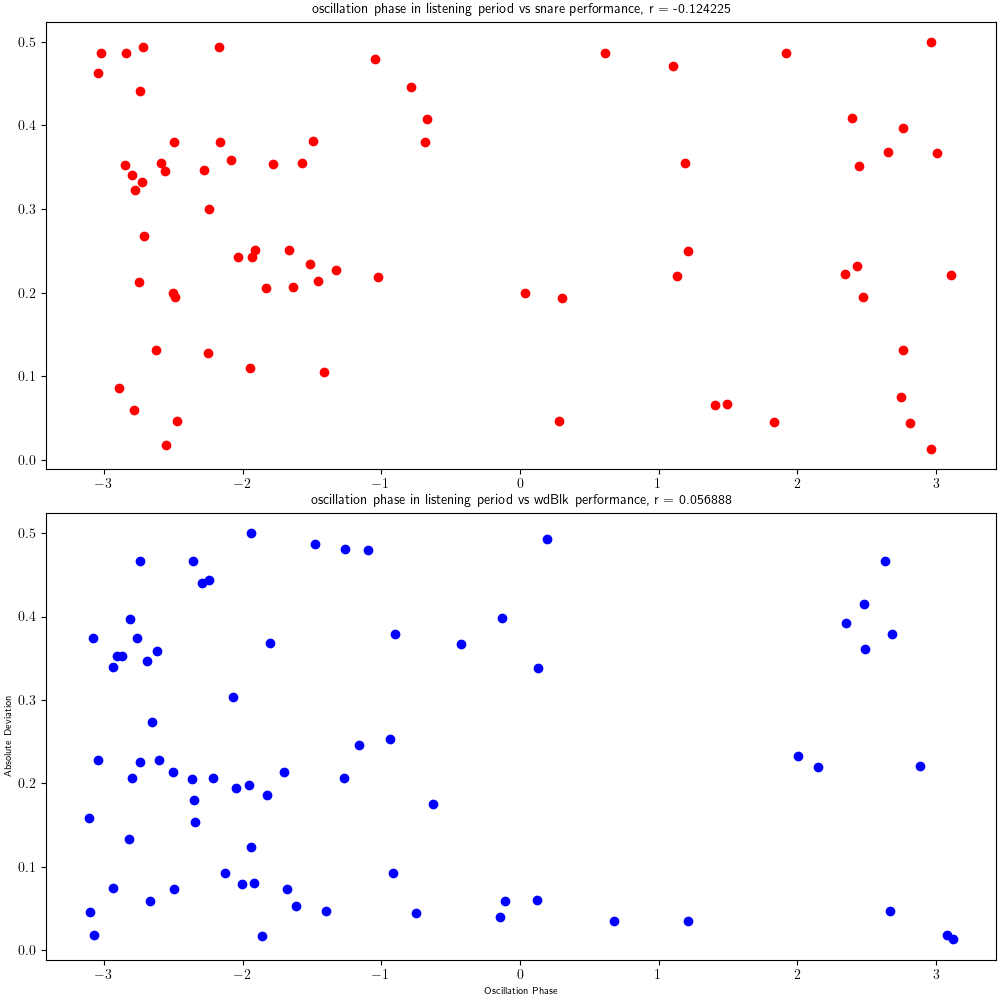 oscillation phase in listening period vs snare performance, r = -0.124225
0.5
0.4
0.3
0.2
0.1
0.0
−3 −2 −1 0 1 2 3
oscillation phase in listening period vs wdBlk performance, r = 0.056888
0.5
0.4
0.3
0.2
0.1
0.0
Absolute Deviation
−3 −2 −1 0 1 2 3
Oscillation Phase